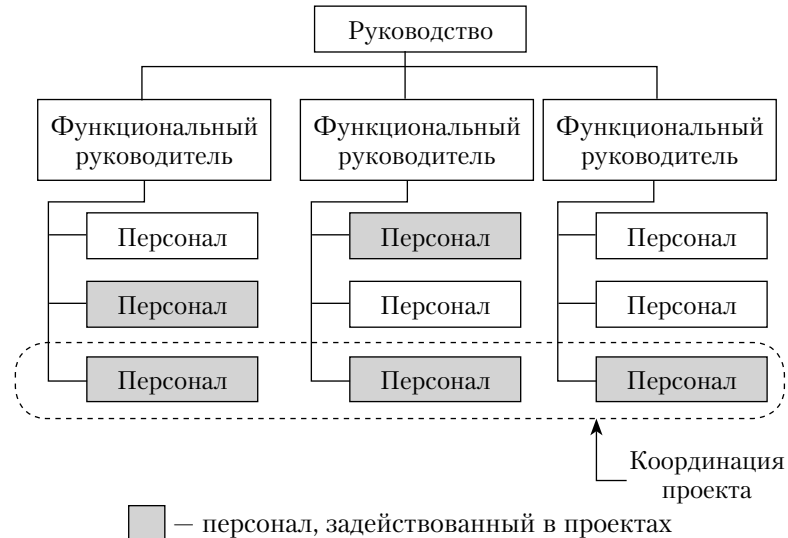 Руководство
Функциональный
руководитель
Функциональный
руководитель
Функциональный
руководитель
Персонал
Персонал
Персонал
Персонал
Персонал
Персонал
Персонал
Персонал
Персонал
Координация
проекта
— персонал, задействованный в проектах